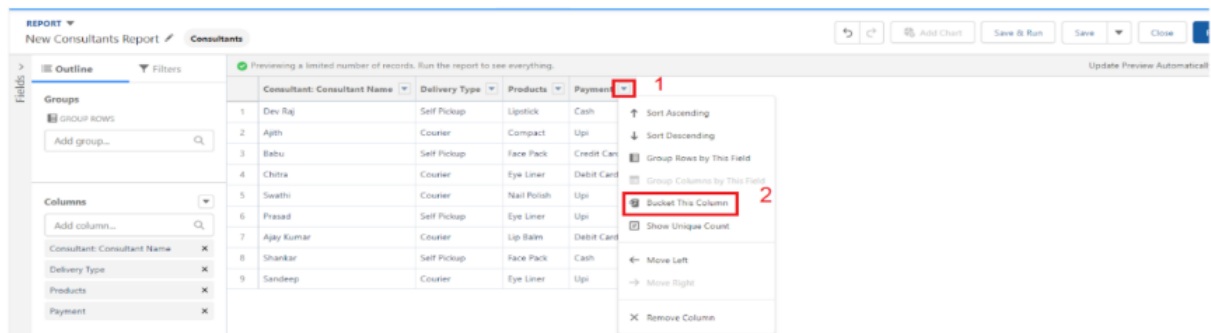 REPORT
New Consultants Report Consultants
Add Chart Save & Run Save Close
Fields
Outline Filters
Previewing a limited number of records. Run the report to see everything. Update Preview Automatically
Groups
GROUP ROWS
Add group...
Columns
Add column...
Consultant: Consultant Name ×
Delivery Type ×
Products ×
Payment ×
Consultant: Consultant Name Delivery Type Products Payment 1
1 Dev Raj Self Pickup Lipstick Cash
2 Ajith Courier Compact Upi
3 Babu Self Pickup Face Pack Credit Car
4 Chitra Courier Eye Liner Debit Card
5 Swathi Courier Nail Polish Upi
6 Prasad Self Pickup Eye Liner Upi
7 Ajay Kumar Courier Lip Balm Debit Card
8 Shankar Self Pickup Face Pack Cash
9 Sandeep Courier Eye Liner Upi
Sort Ascending
Sort Descending
Group Rows by This Field
Group Columns by This Field
Bucket This Column 2
Show Unique Count
Move Left
Move Right
× Remove Column